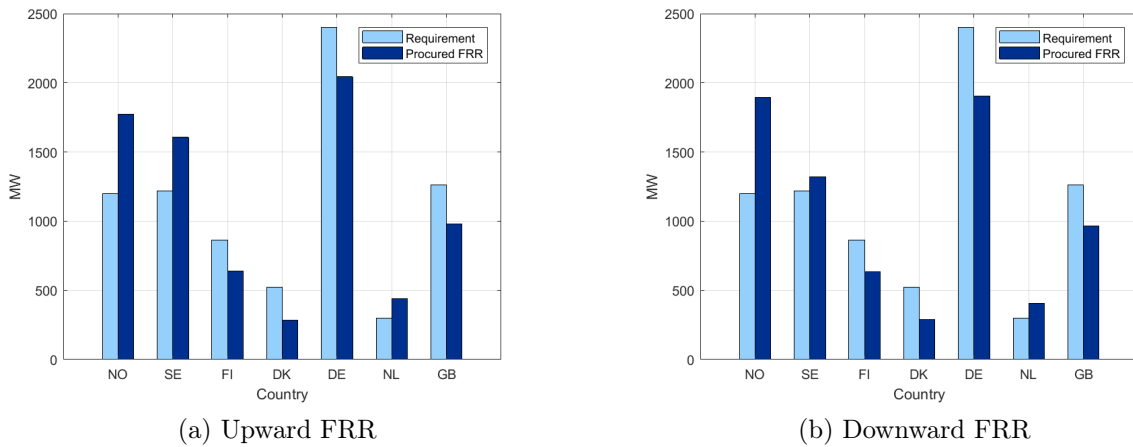 2500
2000
1500
1000
500
0
MW
Requirement
Procured FRR
NO SE FI DK DE NL GB
Country
(a) Upward FRR
2500
2000
1500
1000
500
0
MW
Requirement
Procured FRR
NO SE FI DK DE NL GB
Country
(b) Downward FRR